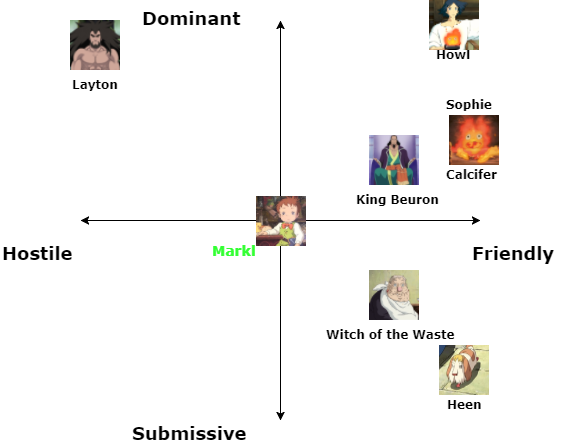 Dominant
Howl
Layton
Sophie
Calcifer
King Beuron
Markl
Hostile
Friendly
Witch of the Waste
Heen
Submissive